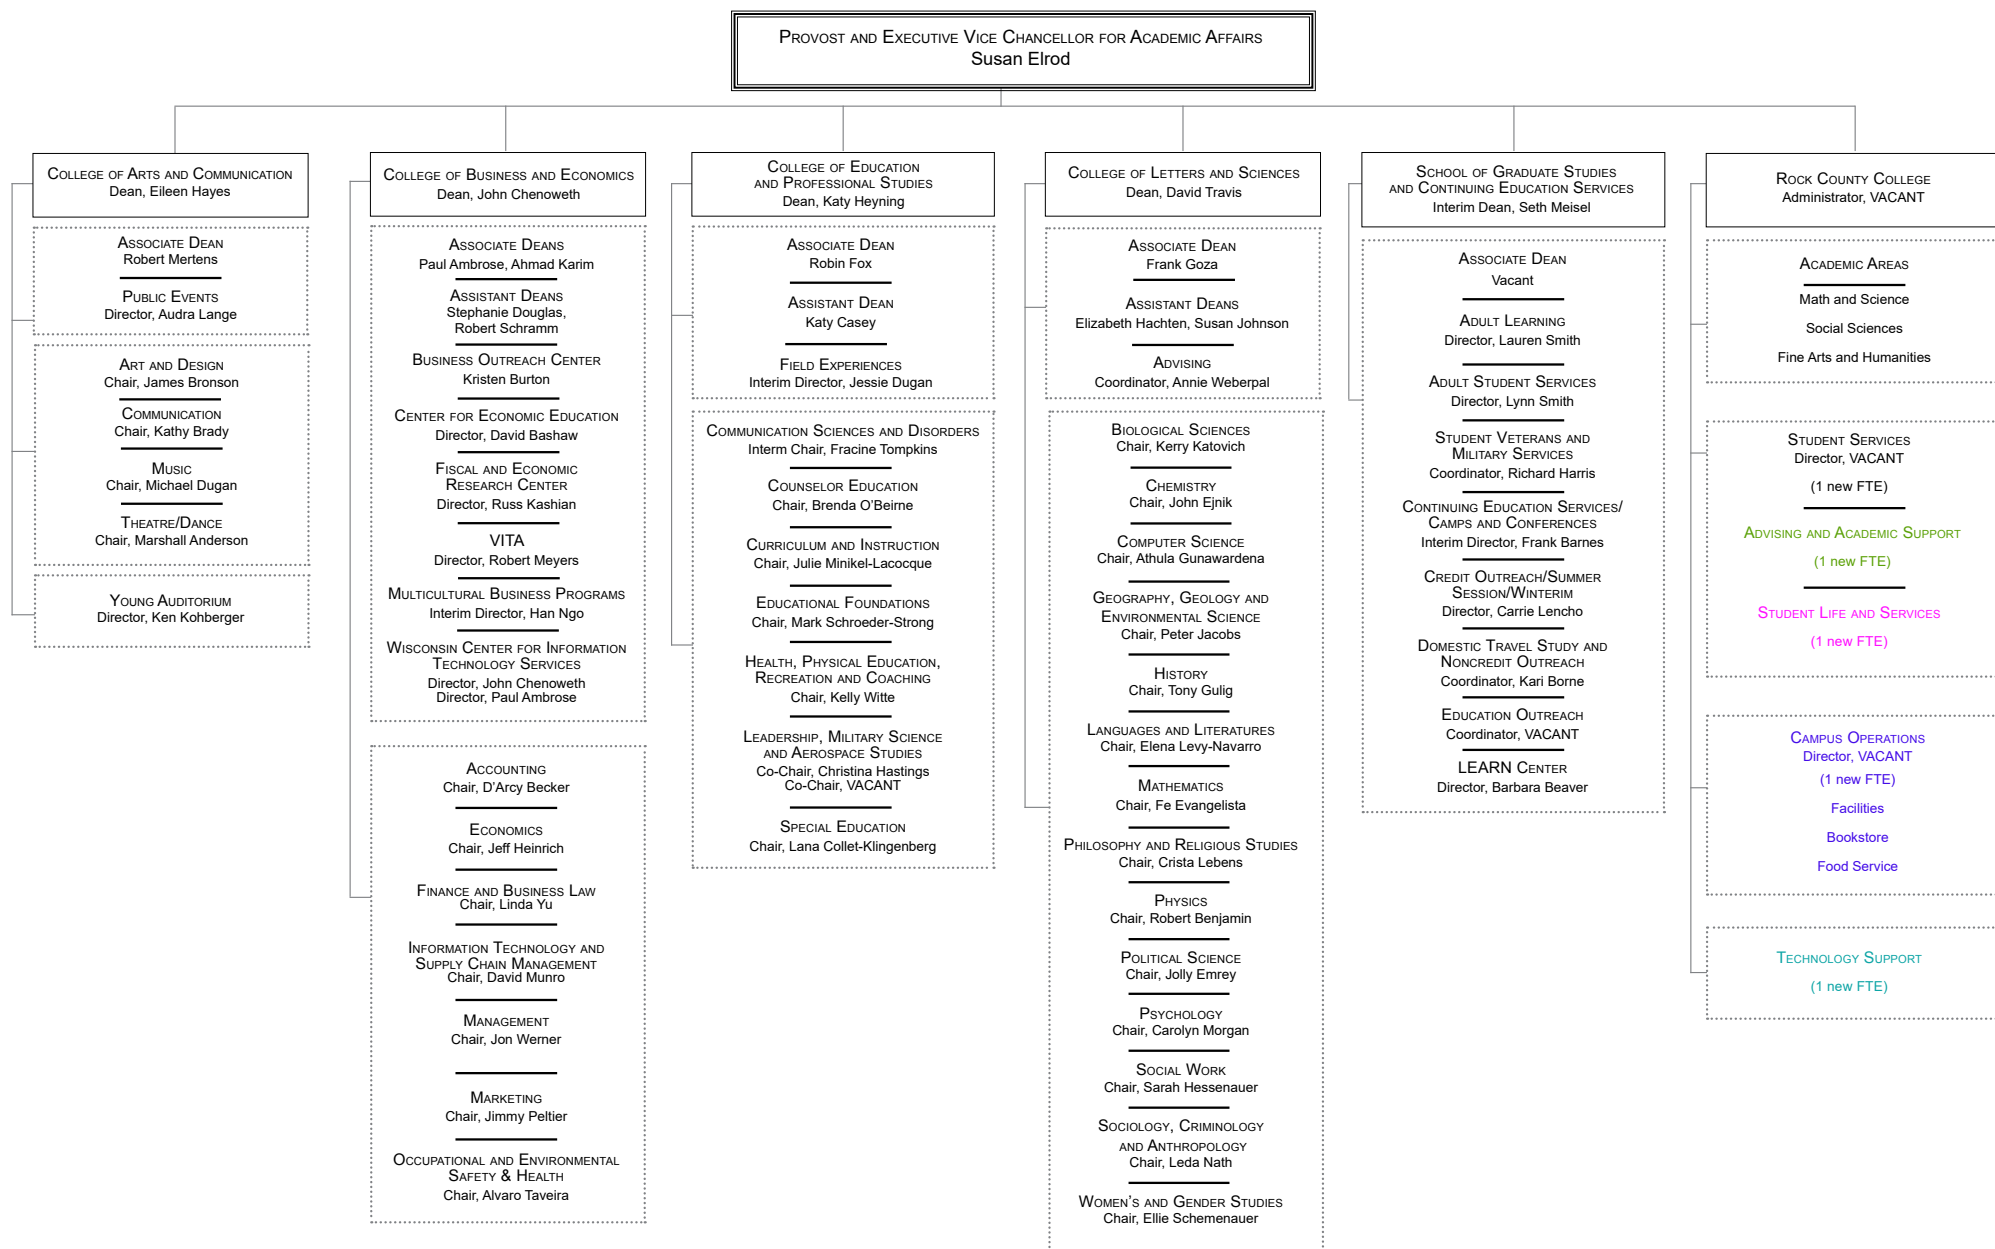 Provost and Executive Vice Chancellor for Academic Affairs
Susan Elrod
College of Arts and Communication
Dean, Eileen Hayes
Associate Dean
Robert Mertens
Public Events
Director, Audra Lange
Art and Design
Chair, James Bronson
Communication
Chair, Kathy Brady
Music
Chair, Michael Dugan
Theatre/Dance
Chair, Marshall Anderson
Young Auditorium
Director, Ken Kohberger
College of Business and Economics
Dean, John Chenoweth
Associate Deans
Paul Ambrose, Ahmad Karim
Assistant Deans
Stephanie Douglas,
Robert Schramm
Business Outreach Center
Kristen Burton
Center for Economic Education
Director, David Bashaw
Fiscal and Economic
Research Center
Director, Russ Kashian
VITA
Director, Robert Meyers
Multicultural Business Programs
Interim Director, Han Ngo
Wisconsin Center for Information
Technology Services
Director, John Chenoweth
Director, Paul Ambrose
Accounting
Chair, D'Arcy Becker
Economics
Chair, Jeff Heinrich
Finance and Business Law
Chair, Linda Yu
Information Technology and
Supply Chain Management
Chair, David Munro
Management
Chair, Jon Werner
Marketing
Chair, Jimmy Peltier
Occupational and Environmental
Safety & Health
Chair, Alvaro Taveira
College of Education
and Professional Studies
Dean, Katy Heyning
Associate Dean
Robin Fox
Assistant Dean
Katy Casey
Field Experiences
Interim Director, Jessie Dugan
Communication Sciences and Disorders
Interm Chair, Fracine Tompkins
Counselor Education
Chair, Brenda O'Beirne
Curriculum and Instruction
Chair, Julie Minikel-Lacocque
Educational Foundations
Chair, Mark Schroeder-Strong
Health, Physical Education,
Recreation and Coaching
Chair, Kelly Witte
Leadership, Military Science
and Aerospace Studies
Co-Chair, Christina Hastings
Co-Chair, VACANT
Special Education
Chair, Lana Collet-Klingenberg
College of Letters and Sciences
Dean, David Travis
Associate Dean
Frank Goza
Assistant Deans
Elizabeth Hachten, Susan Johnson
Advising
Coordinator, Annie Weberpal
Biological Sciences
Chair, Kerry Katovich
Chemistry
Chair, John Ejnik
Computer Science
Chair, Athula Gunawardena
Geography, Geology and
Environmental Science
Chair, Peter Jacobs
History
Chair, Tony Gulig
Languages and Literatures
Chair, Elena Levy-Navarro
Mathematics
Chair, Fe Evangelista
Philosophy and Religious Studies
Chair, Crista Lebens
Physics
Chair, Robert Benjamin
Political Science
Chair, Jolly Emrey
Psychology
Chair, Carolyn Morgan
Social Work
Chair, Sarah Hessenauer
Sociology, Criminology
and Anthropology
Chair, Leda Nath
Women's and Gender Studies
Chair, Ellie Schemenauer
School of Graduate Studies
and Continuing Education Services
Interim Dean, Seth Meisel
Associate Dean
Vacant
Adult Learning
Director, Lauren Smith
Adult Student Services
Director, Lynn Smith
Student Veterans and
Military Services
Coordinator, Richard Harris
Continuing Education Services/
Camps and Conferences
Interim Director, Frank Barnes
Credit Outreach/Summer
Session/Winterim
Director, Carrie Lencho
Domestic Travel Study and
Noncredit Outreach
Coordinator, Kari Borne
Education Outreach
Coordinator, VACANT
LEARN Center
Director, Barbara Beaver
Rock County College
Administrator, VACANT
Academic Areas
Math and Science
Social Sciences
Fine Arts and Humanities
Student Services
Director, VACANT
(1 new FTE)
Advising and Academic Support
(1 new FTE)
Student Life and Services
(1 new FTE)
Campus Operations
Director, VACANT
(1 new FTE)
Facilities
Bookstore
Food Service
Technology Support
(1 new FTE)